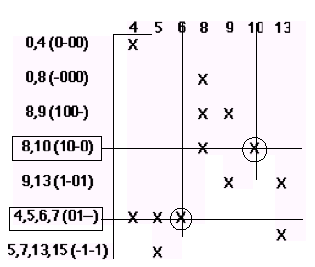 4 5 6 8 9 10 13
0,4 (0-00) X
0,8 (-000) X
8,9 (100-) X X
8,10 (10-0) X X
9,13 (1-01) X X
4,5,6,7 (01--) X X X
5,7,13,15 (-1-1) X X